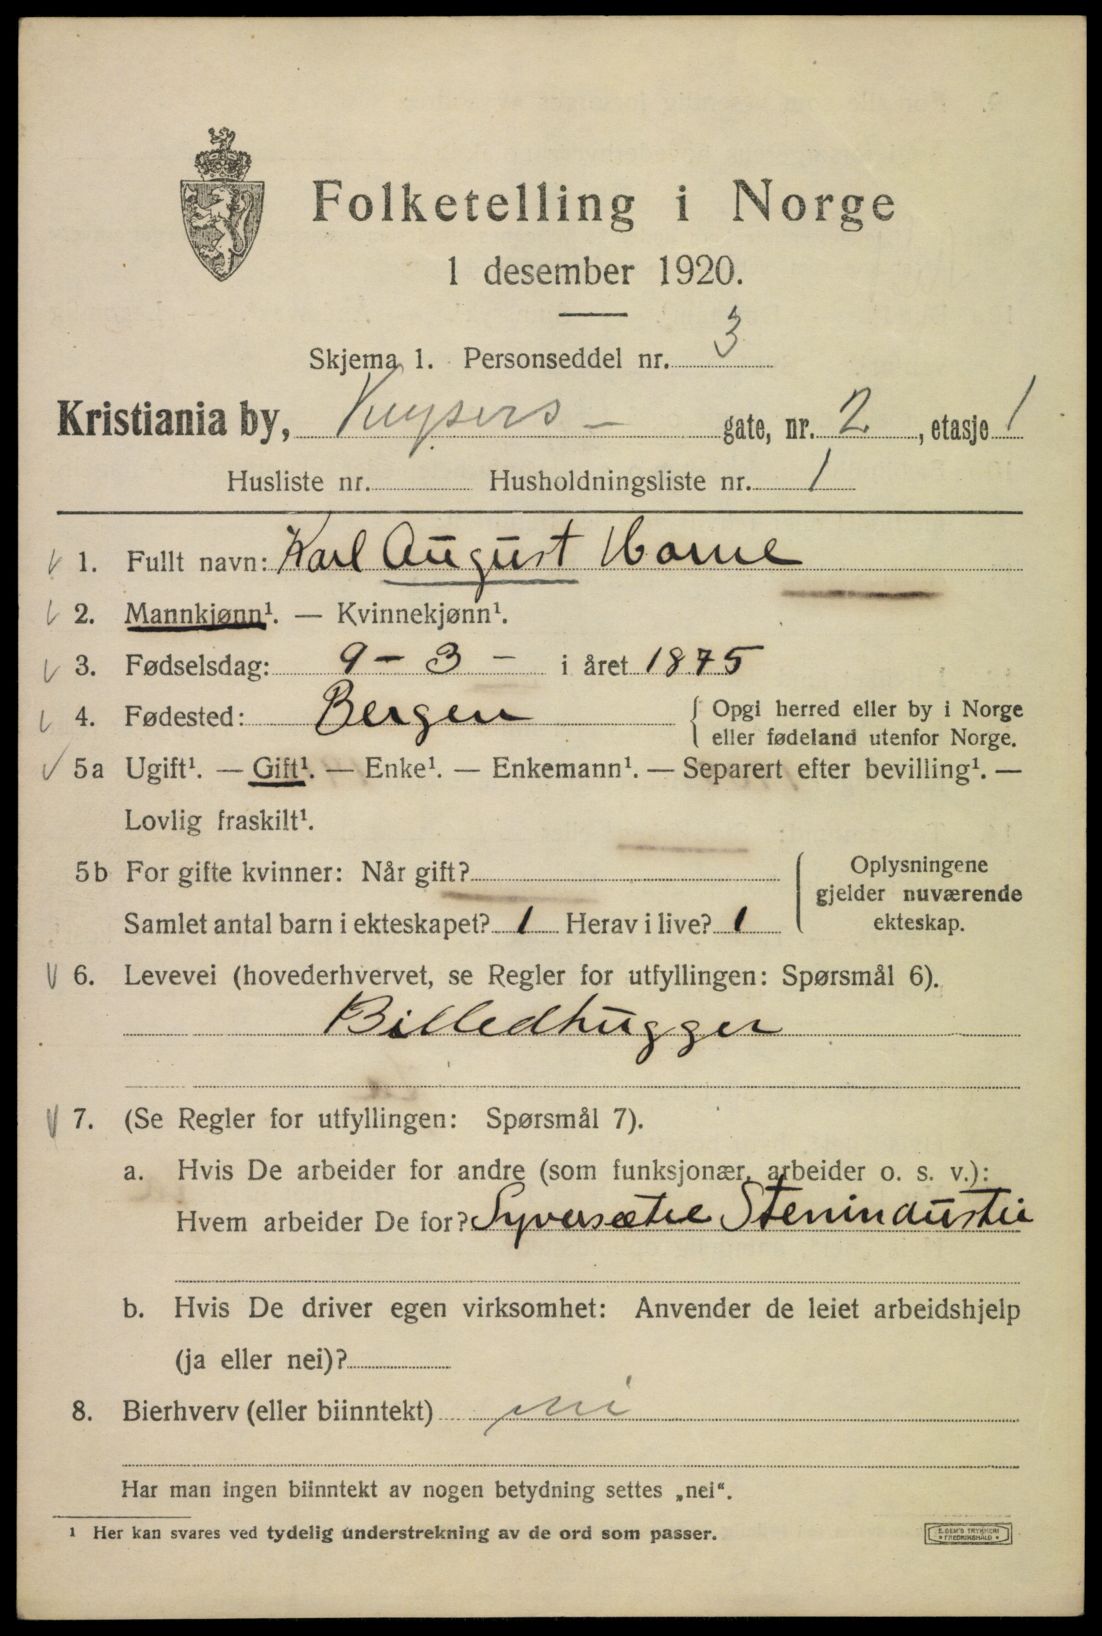 Folketelling i Norge
1 desember 1920.
Skjema 1. Personseddel nr. 3
Kristiania by, Keysers – gate, nr. 2, etasje 1
Husliste nr. Husholdningsliste nr. 1
1. Fullt navn: Karl August
2. Mannkjønn¹. — Kvinnekjønn¹.
3. Fødselsdag: 9 – 3 – i året 1875
4. Fødested: Bergen { Opgi herred eller by i Norge
eller fødeland utenfor Norge.
5a Ugift¹. — Gift¹. — Enke¹. — Enkemann¹. — Separert efter bevilling¹. —
Lovlig fraskilt¹.
5b For gifte kvinner: Når gift?
Samlet antal barn i ekteskapet? 1 Herav i live? 1
Oplysningene
gjelder nuværende
ekteskap.
6. Levevei (hovederhvervet, se Regler for utfyllingen: Spørsmål 6).
Billedhugger
7. (Se Regler for utfyllingen: Spørsmål 7).
a. Hvis De arbeider for andre (som funksjonær, arbeider o. s. v.):
Hvem arbeider De for? Syversætre Stenindustri
b. Hvis De driver egen virksomhet: Anvender de leiet arbeidshjelp
(ja eller nei)?
8. Bierhverv (eller biinntekt) nei
Har man ingen biinntekt av nogen betydning settes „nei“.
¹ Her kan svares ved tydelig understrekning av de ord som passer.
E. SEM'S TRYKKERI
FREDRIKSHALD